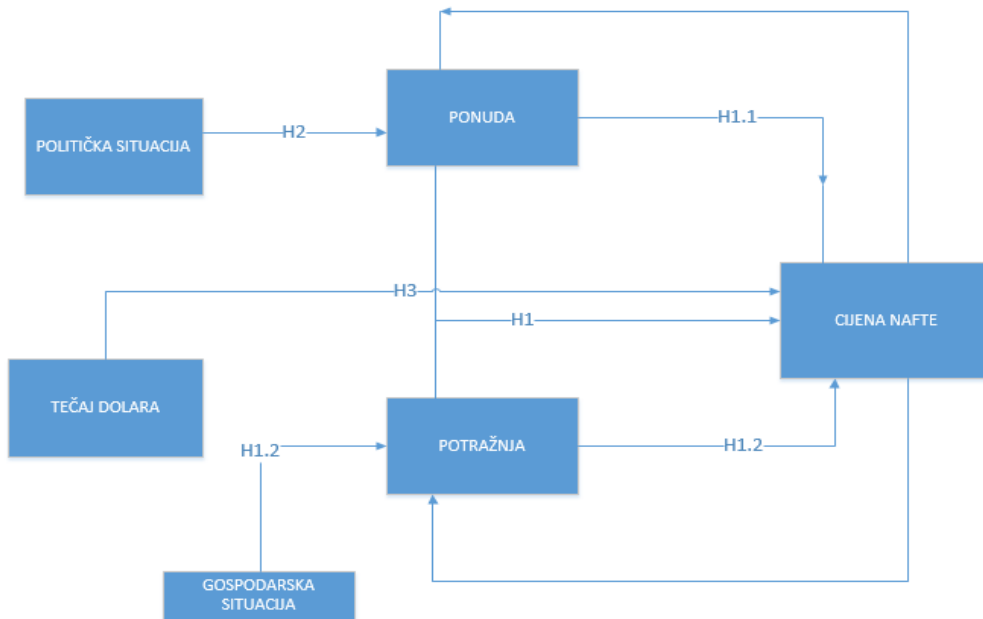 PONUDA
H1.1
POLITIČKA SITUACIJA
H2
H3
H1
CIJENA NAFTE
TEČAJ DOLARA
H1.2
POTRAŽNJA
H1.2
GOSPODARSKA
SITUACIJA